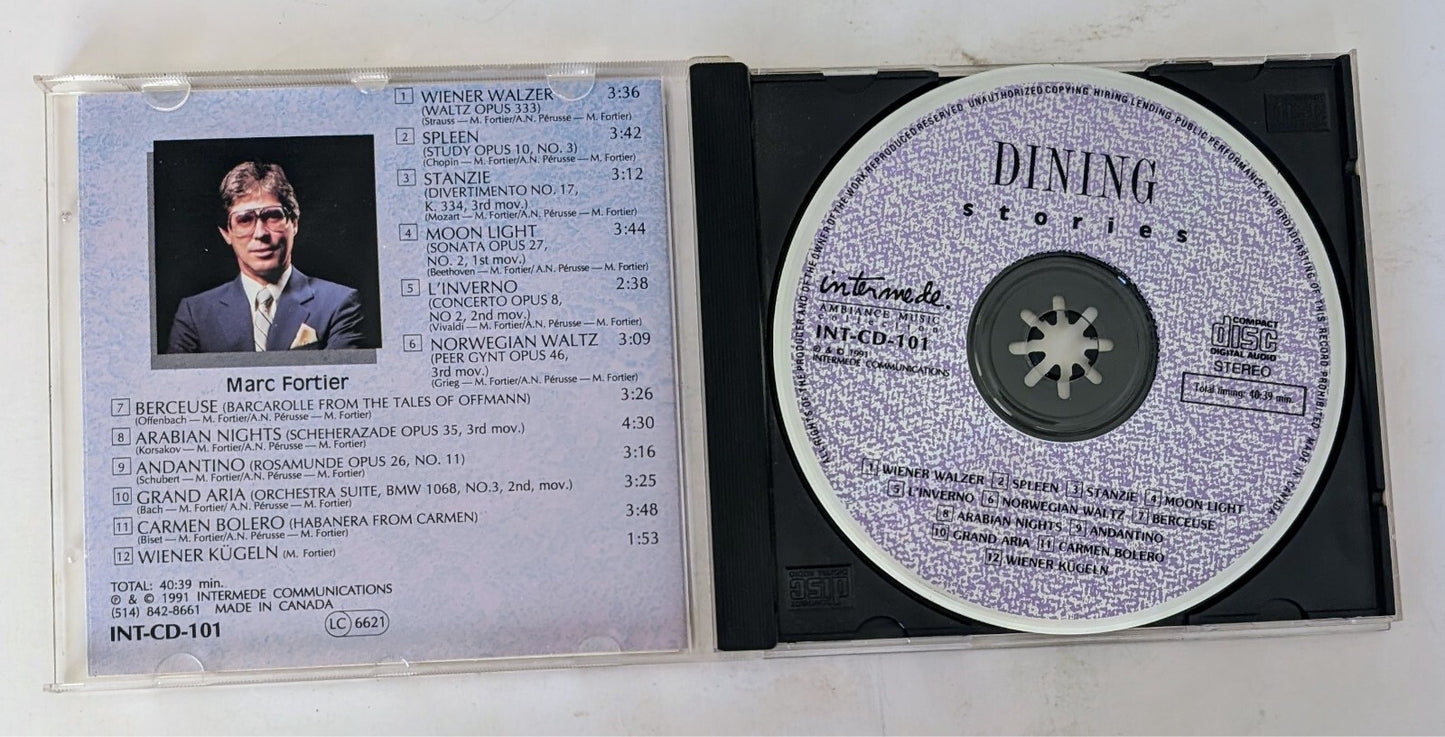 1 WIENER WALZER 3:36
(WALTZ OPUS 333)
(Strauss — M. Fortier/A.N. Pérusse — M. Fortier)
2 SPLEEN 3:42
(STUDY OPUS 10, NO. 3)
(Chopin — M. Fortier/A.N. Pérusse — M. Fortier)
3 STANZIE 3:12
(DIVERTIMENTO NO. 17,
K. 334, 3rd mov.)
(Mozart — M. Fortier/A.N. Pérusse — M. Fortier)
4 MOON LIGHT 3:44
(SONATA OPUS 27,
NO. 2, 1st mov.)
(Beethoven — M. Fortier/A.N. Pérusse — M. Fortier)
5 L'INVERNO 2:38
(CONCERTO OPUS 8,
NO 2, 2nd mov.)
(Vivaldi — M. Fortier/A.N. Pérusse — M. Fortier)
6 NORWEGIAN WALTZ 3:09
(PEER GYNT OPUS 46,
3rd mov.)
(Grieg — M. Fortier/A.N. Pérusse — M. Fortier)
Marc Fortier
7 BERCEUSE (BARCAROLLE FROM THE TALES OF OFFMANN) 3:26
(Offenbach — M. Fortier/A.N. Pérusse — M. Fortier)
8 ARABIAN NIGHTS (SCHEHERAZADE OPUS 35, 3rd mov.) 4:30
(Korsakov — M. Fortier/A.N. Pérusse — M. Fortier)
9 ANDANTINO (ROSAMUNDE OPUS 26, NO. 11) 3:16
(Schubert — M. Fortier/A.N. Pérusse — M. Fortier)
10 GRAND ARIA (ORCHESTRA SUITE, BMW 1068, NO.3, 2nd, mov.) 3:25
(Bach — M. Fortier/A.N. Pérusse — M. Fortier)
11 CARMEN BOLERO (HABANERA FROM CARMEN) 3:48
(Biset — M. Fortier/A.N. Pérusse — M. Fortier)
12 WIENER KÜGELN (M. Fortier) 1:53
TOTAL: 40:39 min.
℗ & © 1991 INTERMEDE COMMUNICATIONS
(514) 842-8661 MADE IN CANADA
INT-CD-101
LC 6621
ALL RIGHTS OF THE PRODUCER AND OF THE OWNER OF THE WORK REPRODUCED RESERVED. UNAUTHORIZED COPYING, HIRING, LENDING, PUBLIC PERFORMANCE AND BROADCASTING OF THIS RECORD PROHIBITED. MADE IN CANADA
DINING
stories
intermede.
AMBIANCE MUSIC
COLLECTION
INT-CD-101
℗ & © 1991
INTERMEDE COMMUNICATIONS
COMPACT
disc
DIGITAL AUDIO
STEREO
Total timing: 40:39 min.
1 WIENER WALZER 2 SPLEEN 3 STANZIE 4 MOON LIGHT
5 L'INVERNO 6 NORWEGIAN WALTZ 7 BERCEUSE
8 ARABIAN NIGHTS 9 ANDANTINO
10 GRAND ARIA 11 CARMEN BOLERO
12 WIENER KÜGELN
COMPACT
disc
DIGITAL AUDIO